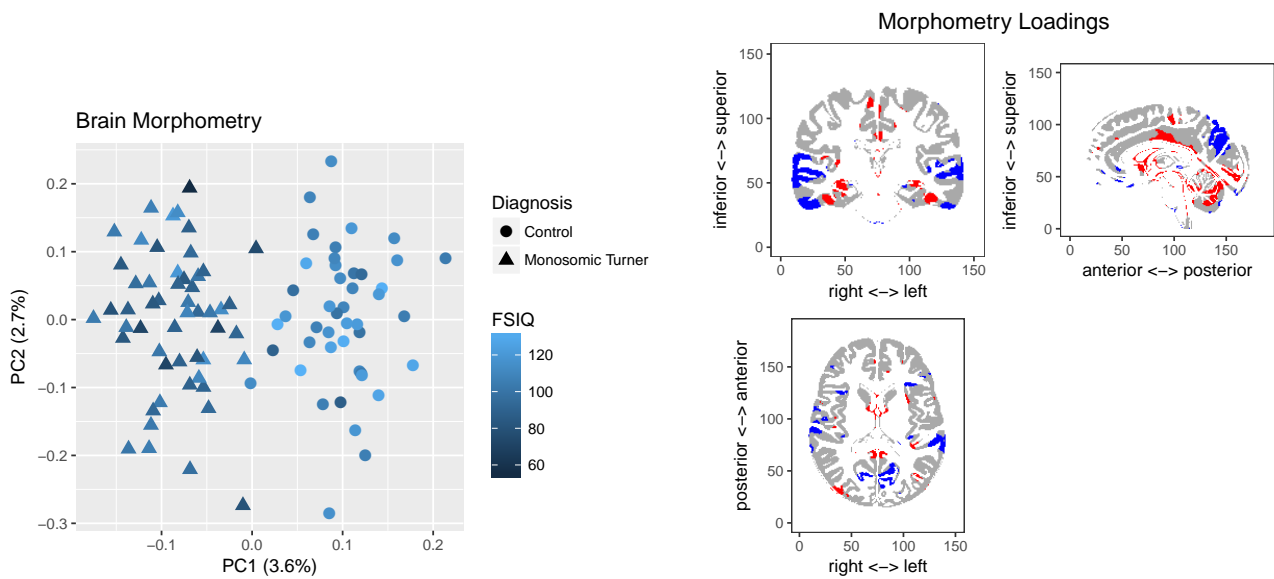 Brain Morphometry
0.2
0.1
0.0
−0.1
−0.2
−0.3
PC2 (2.7%)
−0.1
0.0
0.1
0.2
PC1 (3.6%)
Diagnosis
Control
Monosomic Turner
FSIQ
120
100
80
60
Morphometry Loadings
150
100
50
0
inferior <−> superior
0
50
100
150
right <−> left
150
100
50
0
inferior <−> superior
0
50
100
150
anterior <−> posterior
150
100
50
0
posterior <−> anterior
0
50
100
150
right <−> left